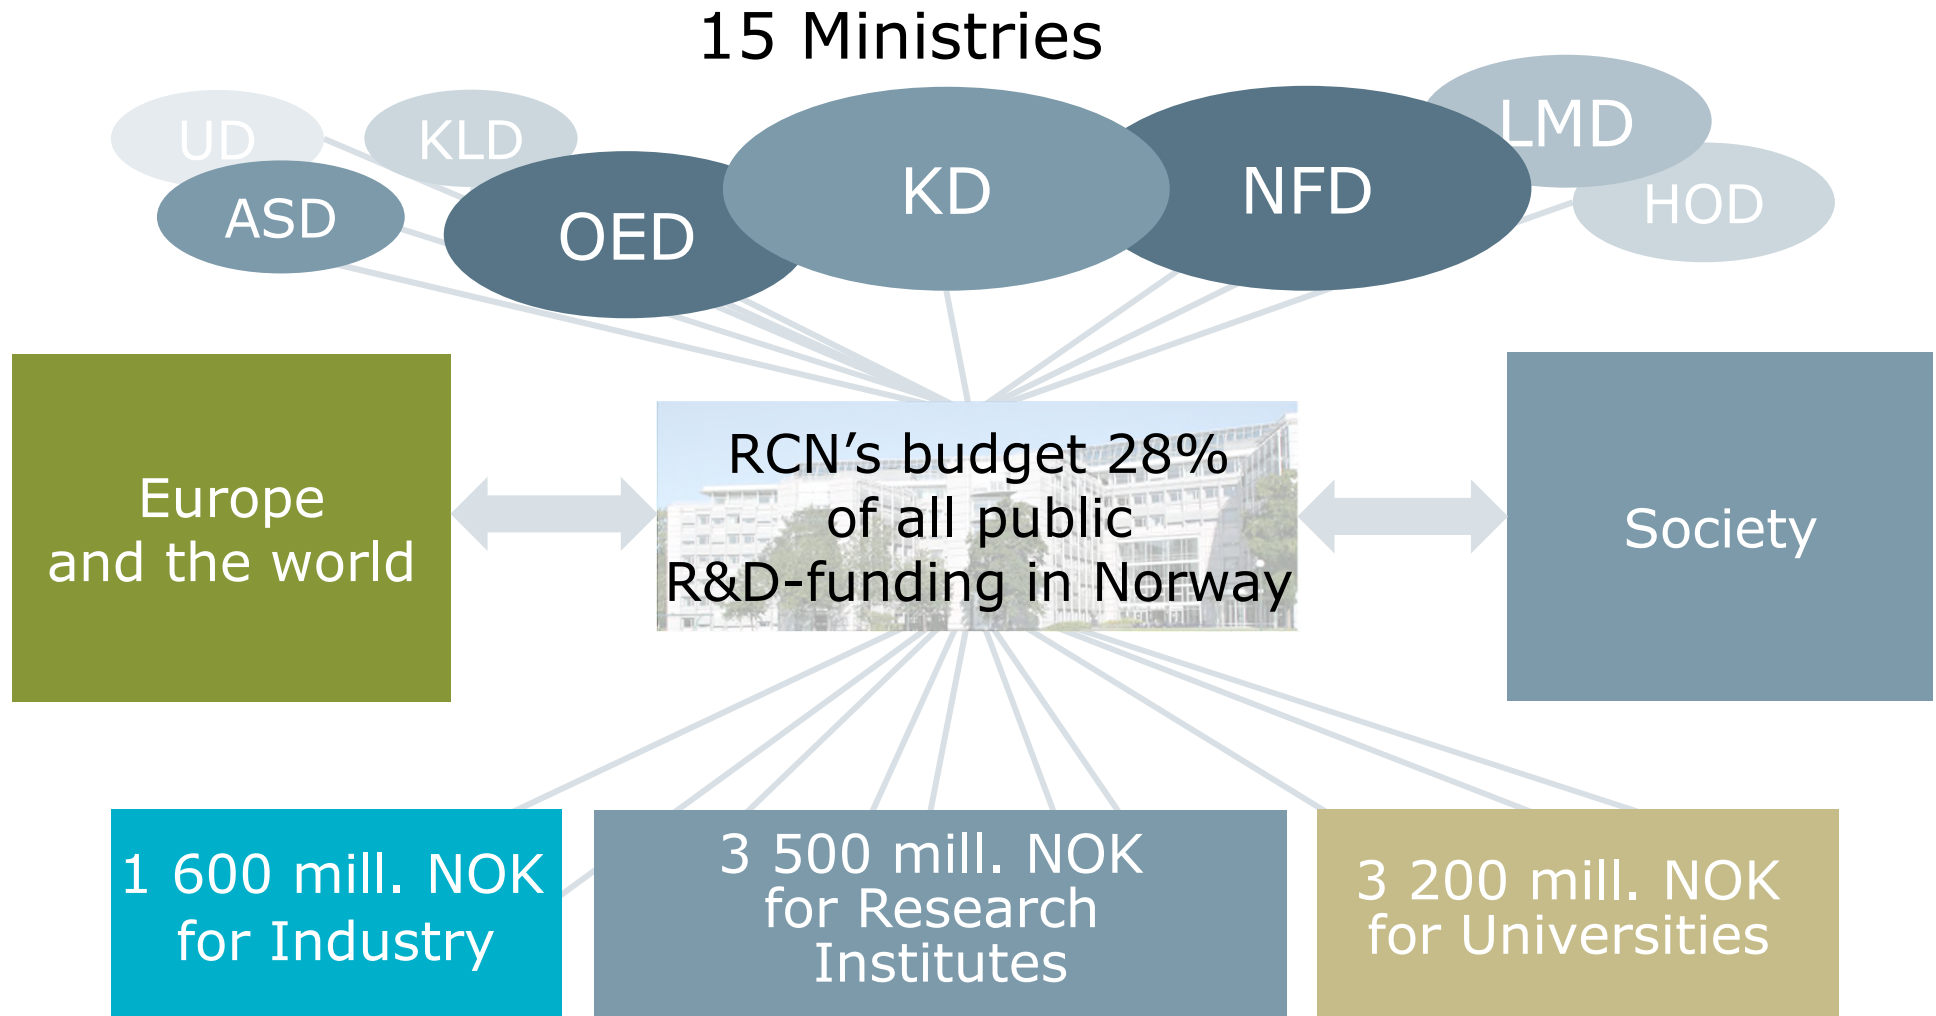 15 Ministries
UD
KLD
ASD
OED
KD
NFD
LMD
HOD
Europe
and the world
RCN’s budget 28%
of all public
R&D-funding in Norway
Society
1 600 mill. NOK
for Industry
3 500 mill. NOK
for Research
Institutes
3 200 mill. NOK
for Universities